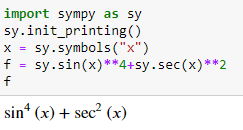 import sympy as sy
sy.init_printing()
x = sy.symbols("x")
f = sy.sin(x)**4+sy.sec(x)**2
f
sin⁴ (x) + sec² (x)